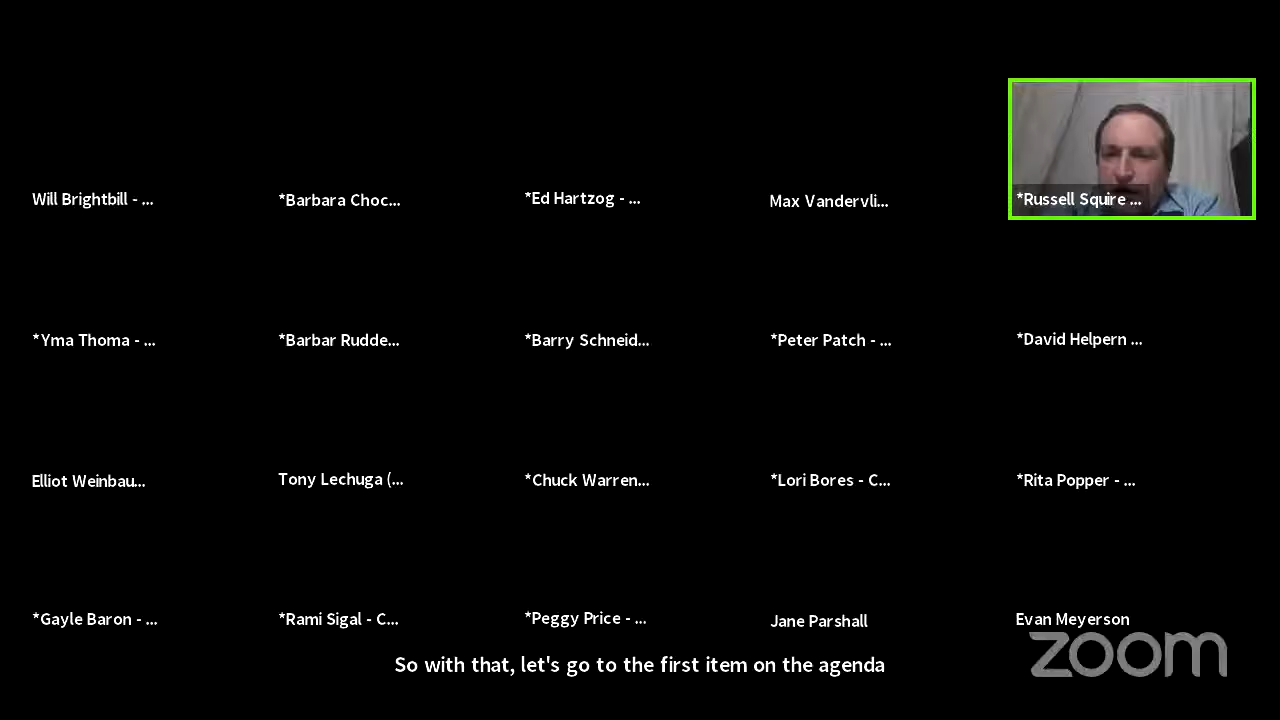 Will Brightbill - ...
*Barbara Choc...
*Ed Hartzog - ...
Max Vandervli...
*Russell Squire ...
*Yma Thoma - ...
*Barbar Rudde...
*Barry Schneid...
*Peter Patch - ...
*David Helpern ...
Elliot Weinbau...
Tony Lechuga (...
*Chuck Warren...
*Lori Bores - C...
*Rita Popper - ...
*Gayle Baron - ...
*Rami Sigal - C...
*Peggy Price - ...
Jane Parshall
Evan Meyerson
So with that, let's go to the first item on the agenda
zoom